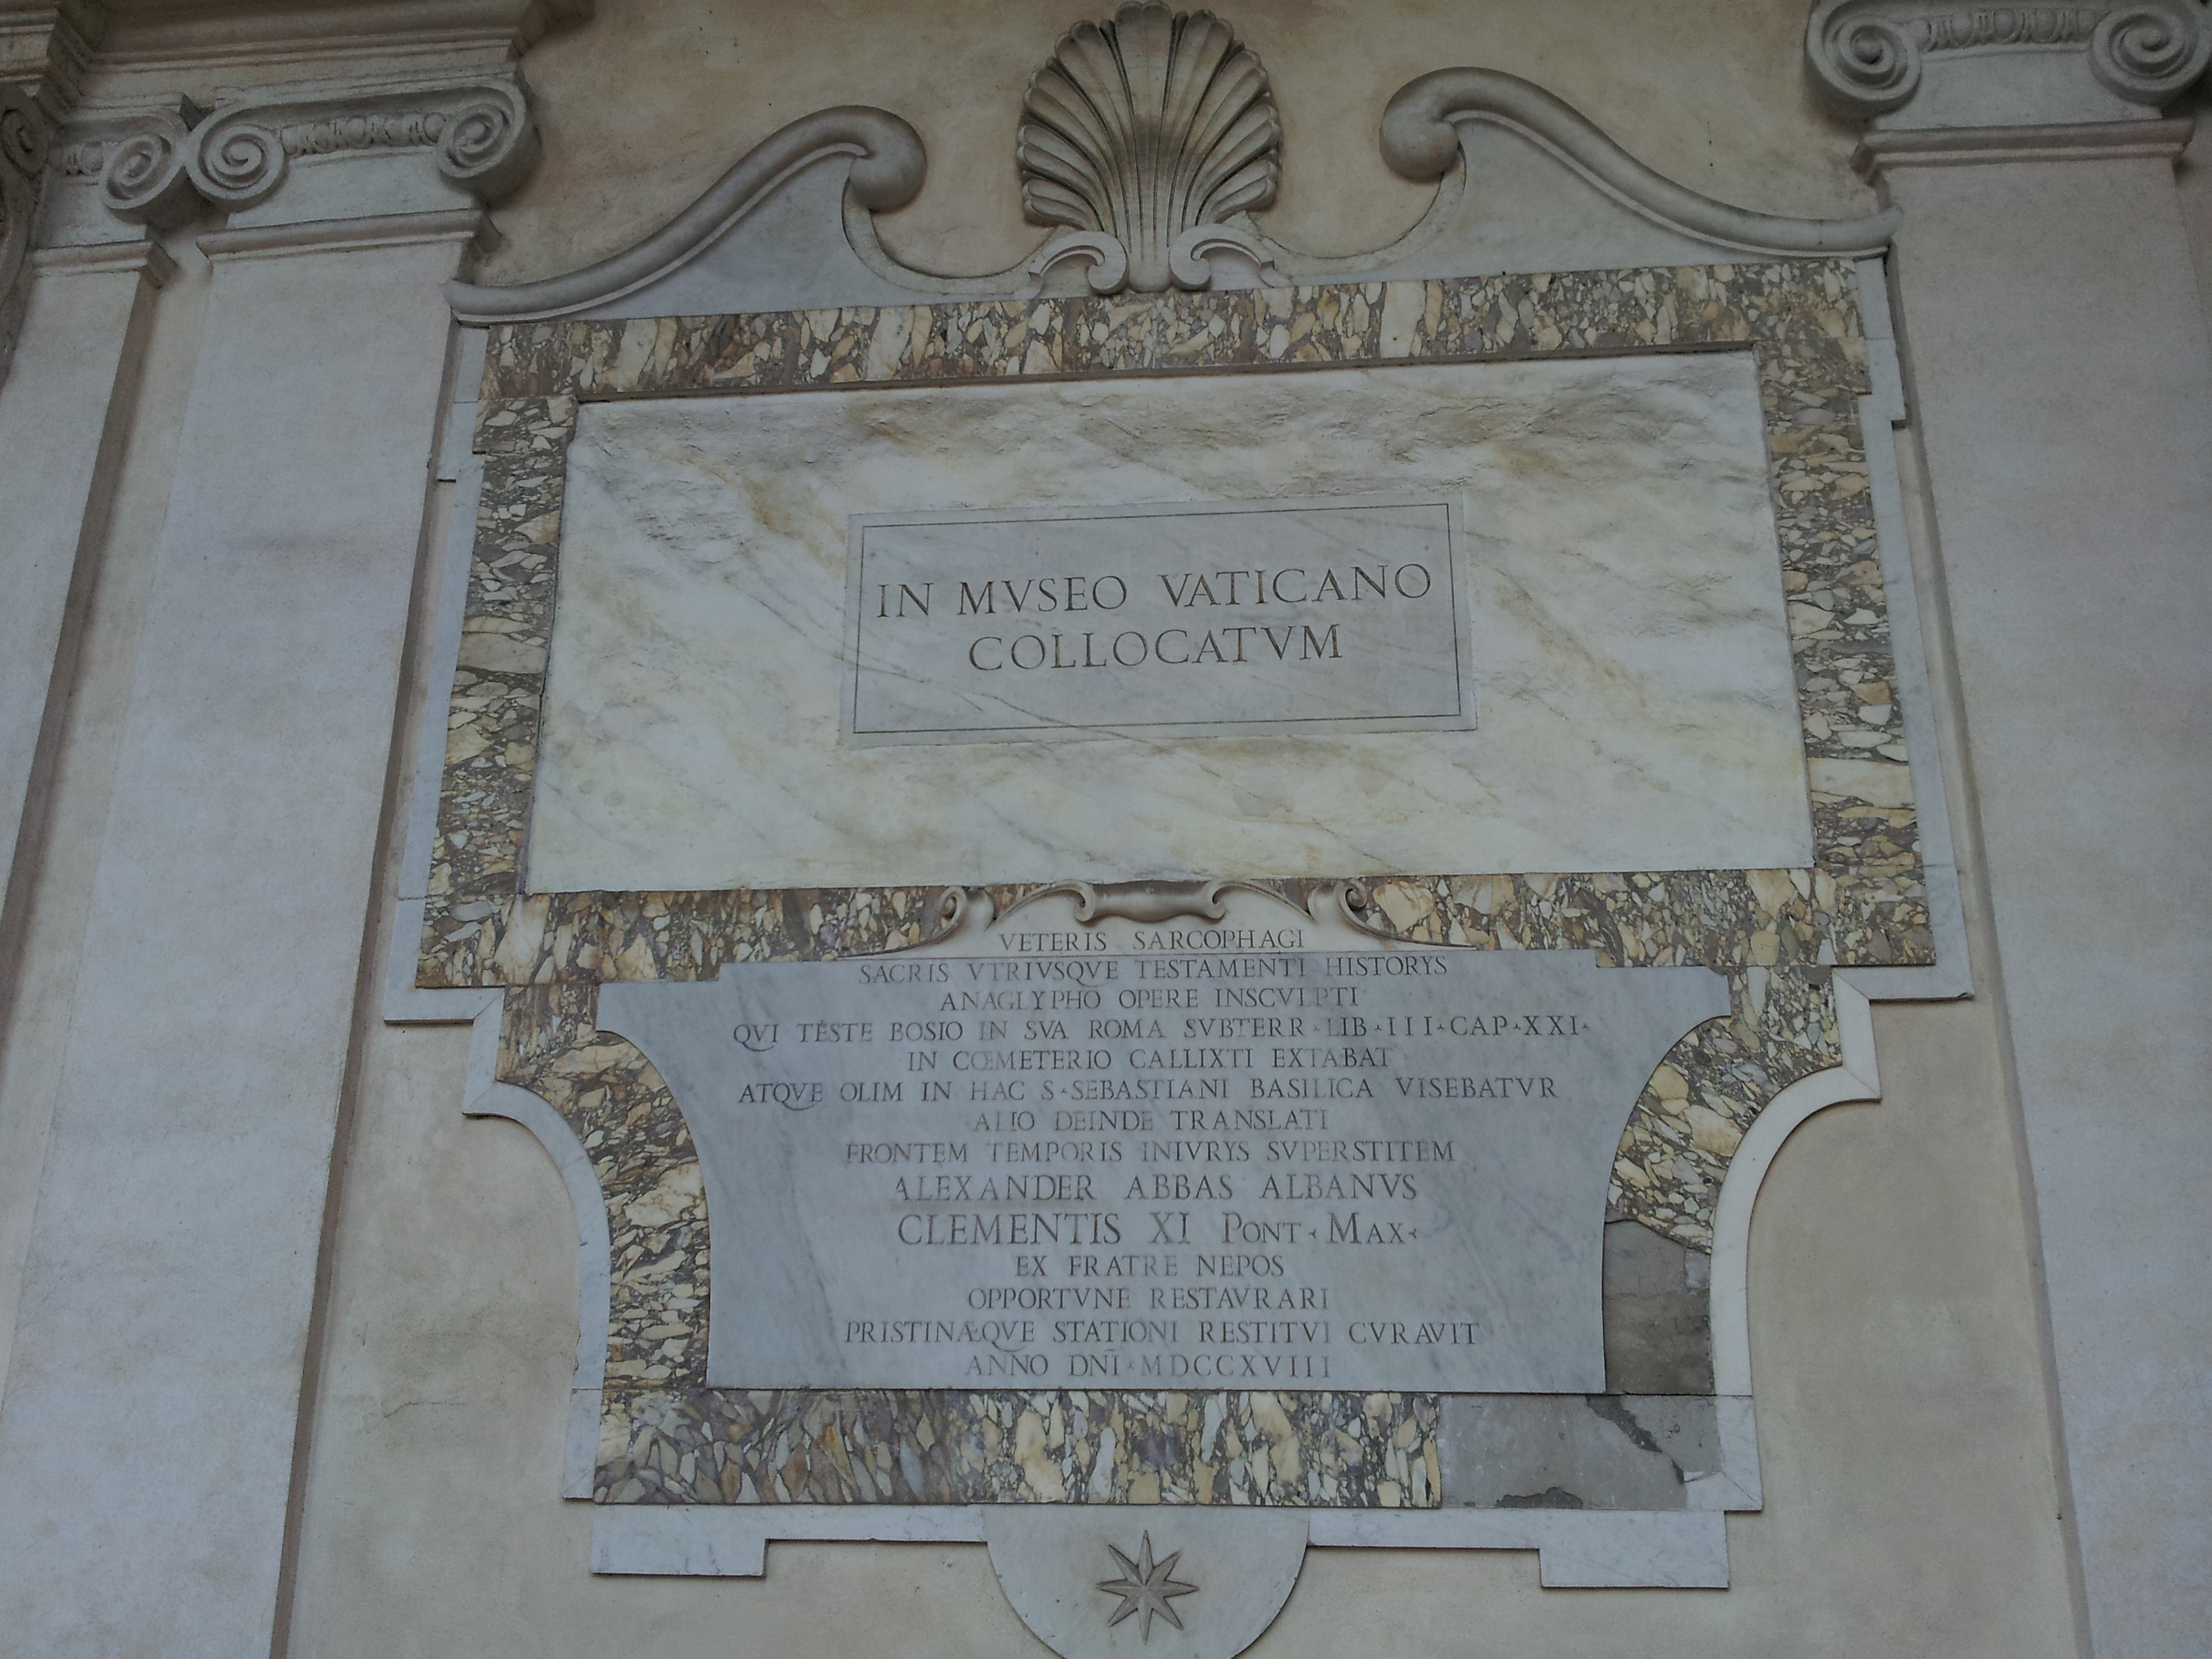 IN MVSEO VATICANO
COLLOCATVM
VETERIS SARCOPHAGI
SACRIS VTRIVSQVE TESTAMENTI HISTORYS
ANAGLYPHO OPERE INSCVLPTI
QVI TESTE BOSIO IN SVA ROMA SVBTERR · LIB · III · CAP · XXI ·
IN CŒMETERIO CALLIXTI EXTABAT
ATQVE OLIM IN HAC S · SEBASTIANI BASILICA VISEBATVR
ALIO DEINDE TRANSLATI
FRONTEM TEMPORIS INIVRYS SVPERSTITEM
ALEXANDER ABBAS ALBANVS
CLEMENTIS XI PONT · MAX ·
EX FRATRE NEPOS
OPPORTVNE RESTAVRARI
PRISTINÆQVE STATIONI RESTITVI CVRAVIT
ANNO DNĪ · MDCCXVIII